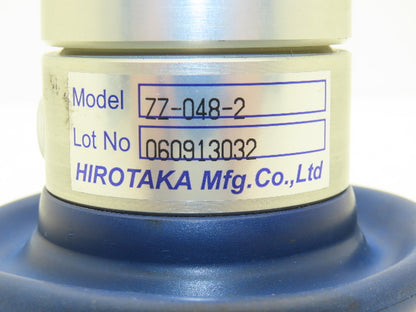 Model ZZ-048-2
Lot No 060913032
HIROTAKA Mfg.Co.,Ltd